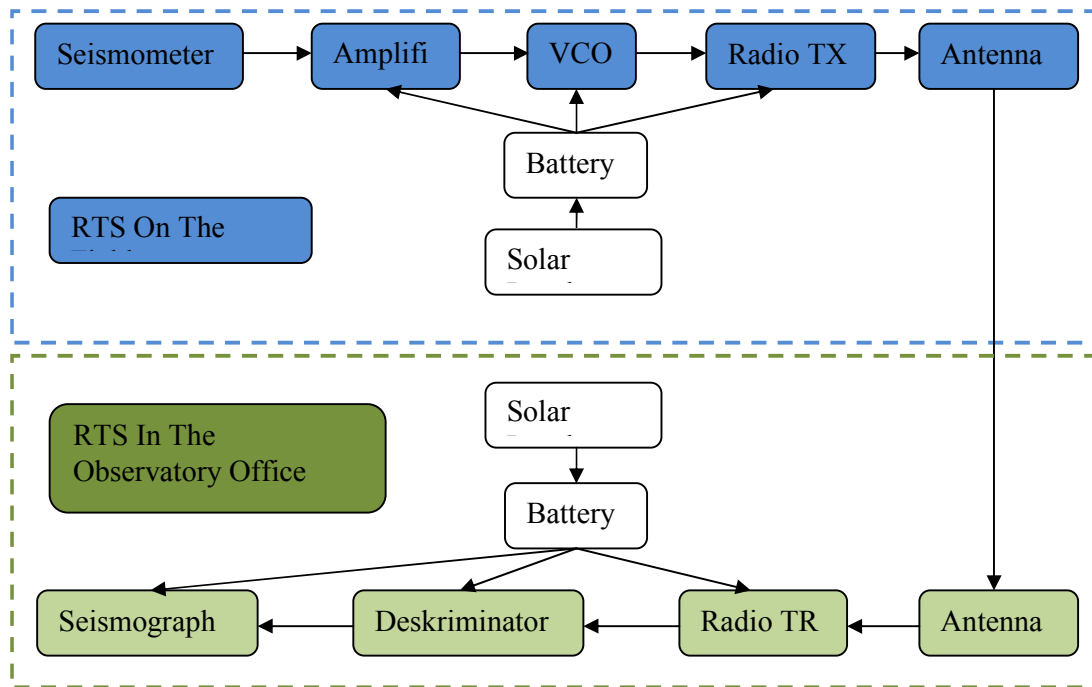 Seismometer
Amplifi
VCO
Radio TX
Antenna
Battery
RTS On The
Solar
Solar
RTS In The
Observatory Office
Battery
Seismograph
Deskriminator
Radio TR
Antenna